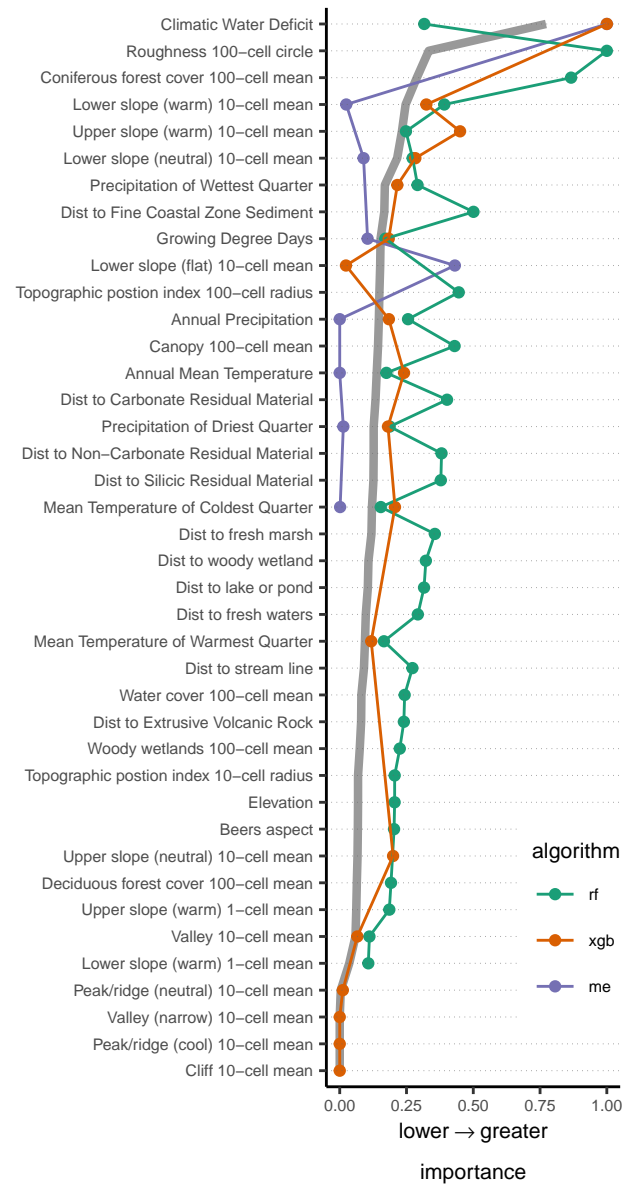 Climatic Water Deficit
Roughness 100−cell circle
Coniferous forest cover 100−cell mean
Lower slope (warm) 10−cell mean
Upper slope (warm) 10−cell mean
Lower slope (neutral) 10−cell mean
Precipitation of Wettest Quarter
Dist to Fine Coastal Zone Sediment
Growing Degree Days
Lower slope (flat) 10−cell mean
Topographic postion index 100−cell radius
Annual Precipitation
Canopy 100−cell mean
Annual Mean Temperature
Dist to Carbonate Residual Material
Precipitation of Driest Quarter
Dist to Non−Carbonate Residual Material
Dist to Silicic Residual Material
Mean Temperature of Coldest Quarter
Dist to fresh marsh
Dist to woody wetland
Dist to lake or pond
Dist to fresh waters
Mean Temperature of Warmest Quarter
Dist to stream line
Water cover 100−cell mean
Dist to Extrusive Volcanic Rock
Woody wetlands 100−cell mean
Topographic postion index 10−cell radius
Elevation
Beers aspect
Upper slope (neutral) 10−cell mean
Deciduous forest cover 100−cell mean
Upper slope (warm) 1−cell mean
Valley 10−cell mean
Lower slope (warm) 1−cell mean
Peak/ridge (neutral) 10−cell mean
Valley (narrow) 10−cell mean
Peak/ridge (cool) 10−cell mean
Cliff 10−cell mean
algorithm
rf
xgb
me
0.00 0.25 0.50 0.75 1.00
lower → greater
importance